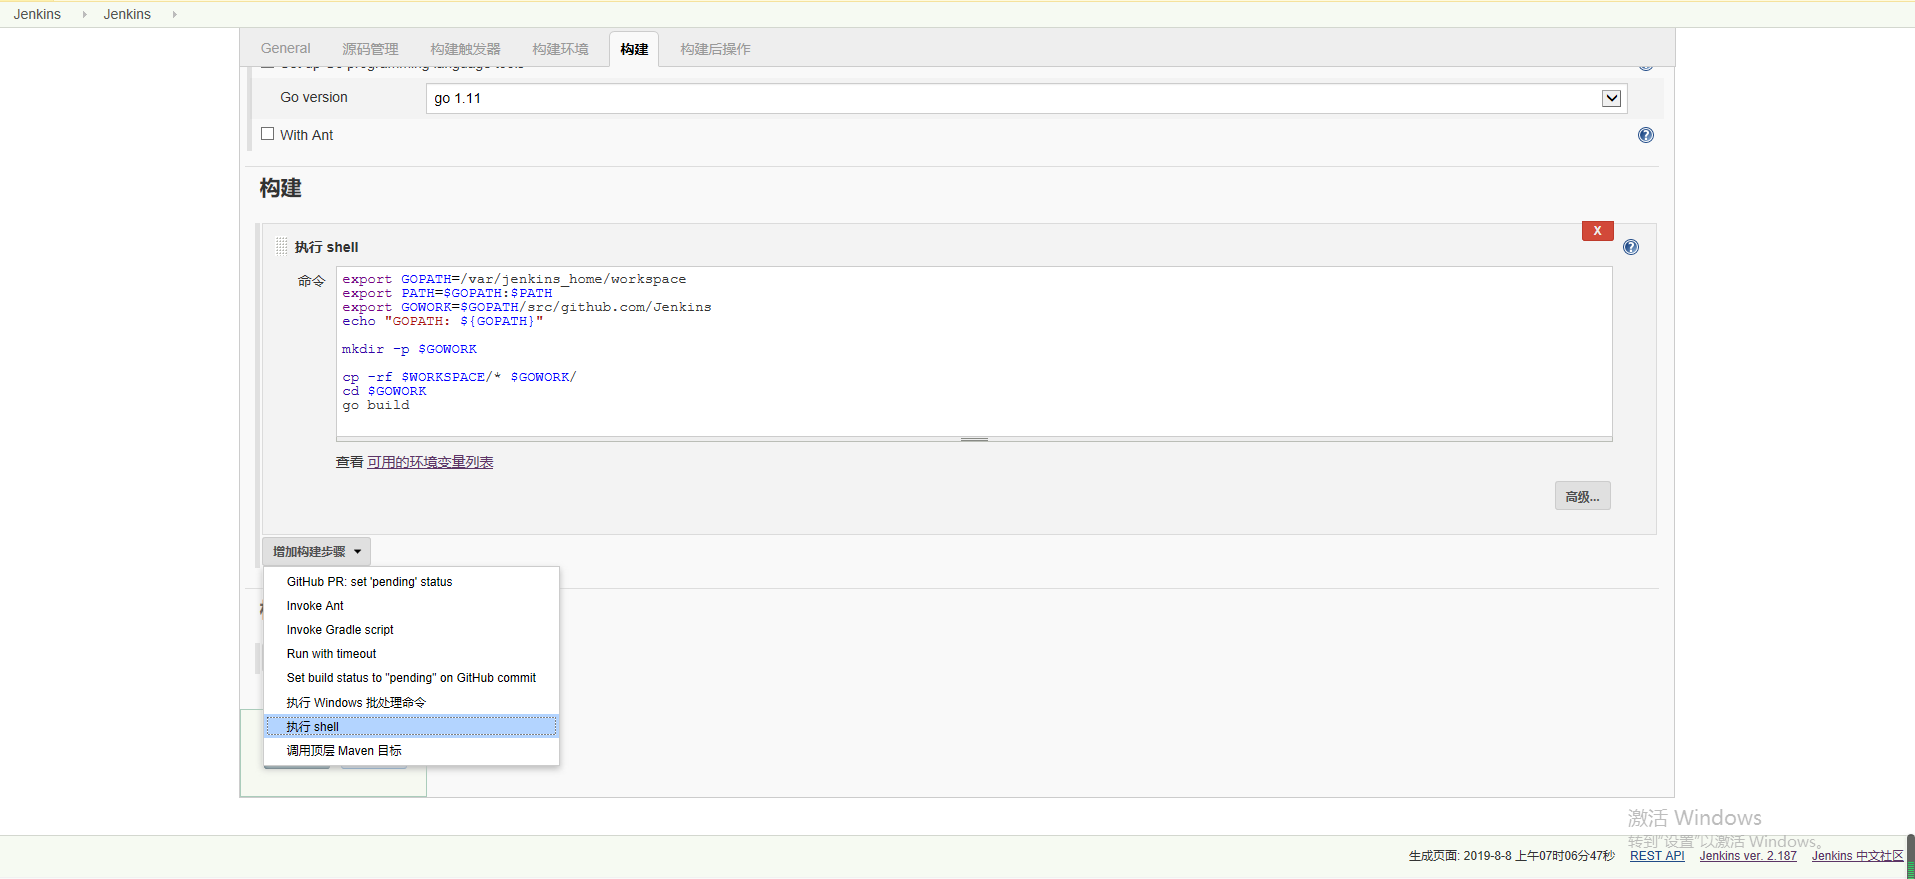 Jenkins Jenkins
General 源码管理 构建触发器 构建环境 构建 构建后操作
Set up Go programming language tools
Go version go 1.11
With Ant
构建
X
执行 shell
命令
export GOPATH=/var/jenkins_home/workspace
export PATH=$GOPATH:$PATH
export GOWORK=$GOPATH/src/github.com/Jenkins
echo "GOPATH: ${GOPATH}"
mkdir -p $GOWORK
cp -rf $WORKSPACE/* $GOWORK/
cd $GOWORK
go build
查看 可用的环境变量列表
高级...
增加构建步骤
GitHub PR: set 'pending' status
Invoke Ant
Invoke Gradle script
Run with timeout
Set build status to "pending" on GitHub commit
执行 Windows 批处理命令
执行 shell
调用顶层 Maven 目标
激活 Windows
转到"设置"以激活 Windows。
生成页面: 2019-8-8 上午07时06分47秒 REST API Jenkins ver. 2.187 Jenkins 中文社区